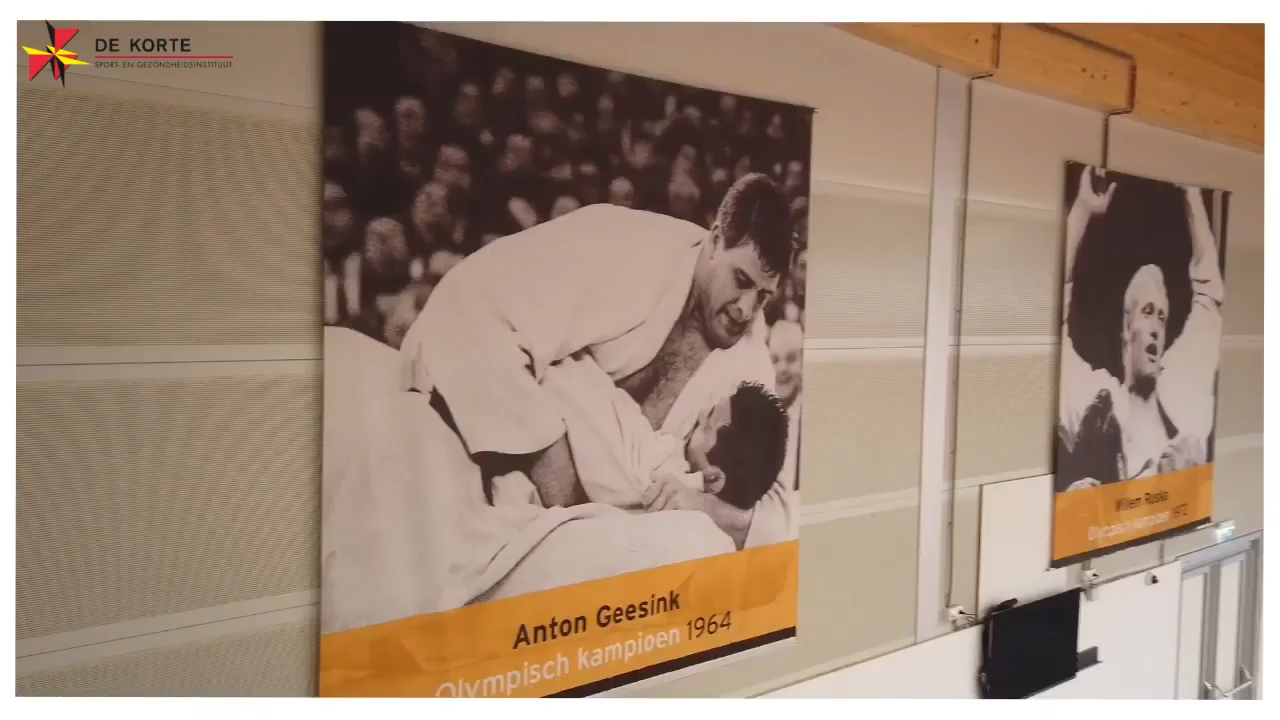 DE KORTE
SPORT- EN GEZONDHEIDSINSTITUUT
Anton Geesink
Olympisch kampioen 1964
Willem Ruska
Olympisch kampioen 1972